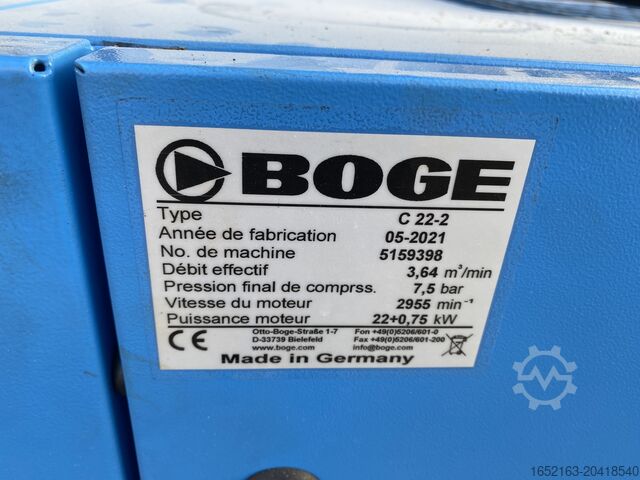 BOGE
Type C 22-2
Année de fabrication 05-2021
No. de machine 5159398
Débit effectif 3,64 m³/min
Pression final de comprss. 7,5 bar
Vitesse du moteur 2955 min⁻¹
Puissance moteur 22+0,75 kW
CE Otto-Boge-Straße 1-7 Fon +49(0)5206/601-0
D-33739 Bielefeld Fax +49(0)5206/601-200
www.boge.com info@boge.com
Made in Germany
1652163-20418540